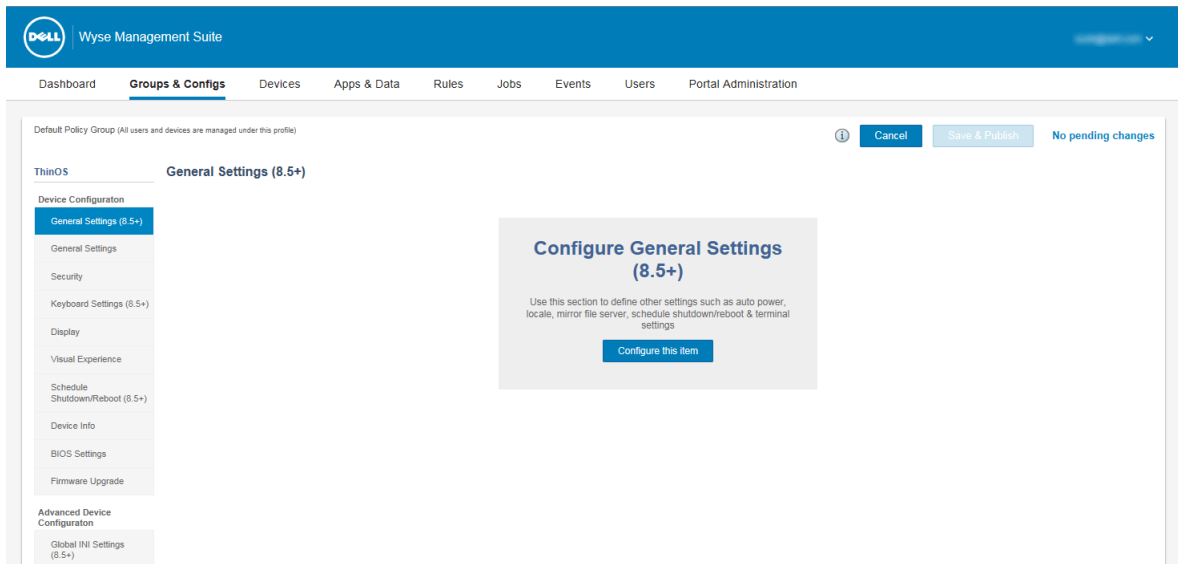 DELL
Wyse Management Suite
Dashboard
Groups & Configs
Devices
Apps & Data
Rules
Jobs
Events
Users
Portal Administration
Default Policy Group (All users and devices are managed under this profile)
i
Cancel
Save & Publish
No pending changes
ThinOS
Device Configuraton
General Settings (8.5+)
General Settings
Security
Keyboard Settings (8.5+)
Display
Visual Experience
Schedule
Shutdown/Reboot (8.5+)
Device Info
BIOS Settings
Firmware Upgrade
Advanced Device
Configuraton
Global INI Settings
(8.5+)
General Settings (8.5+)
Configure General Settings
(8.5+)
Use this section to define other settings such as auto power,
locale, mirror file server, schedule shutdown/reboot & terminal
settings
Configure this item